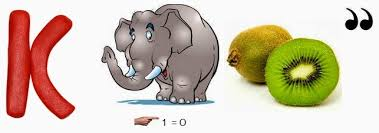 K
1 = O